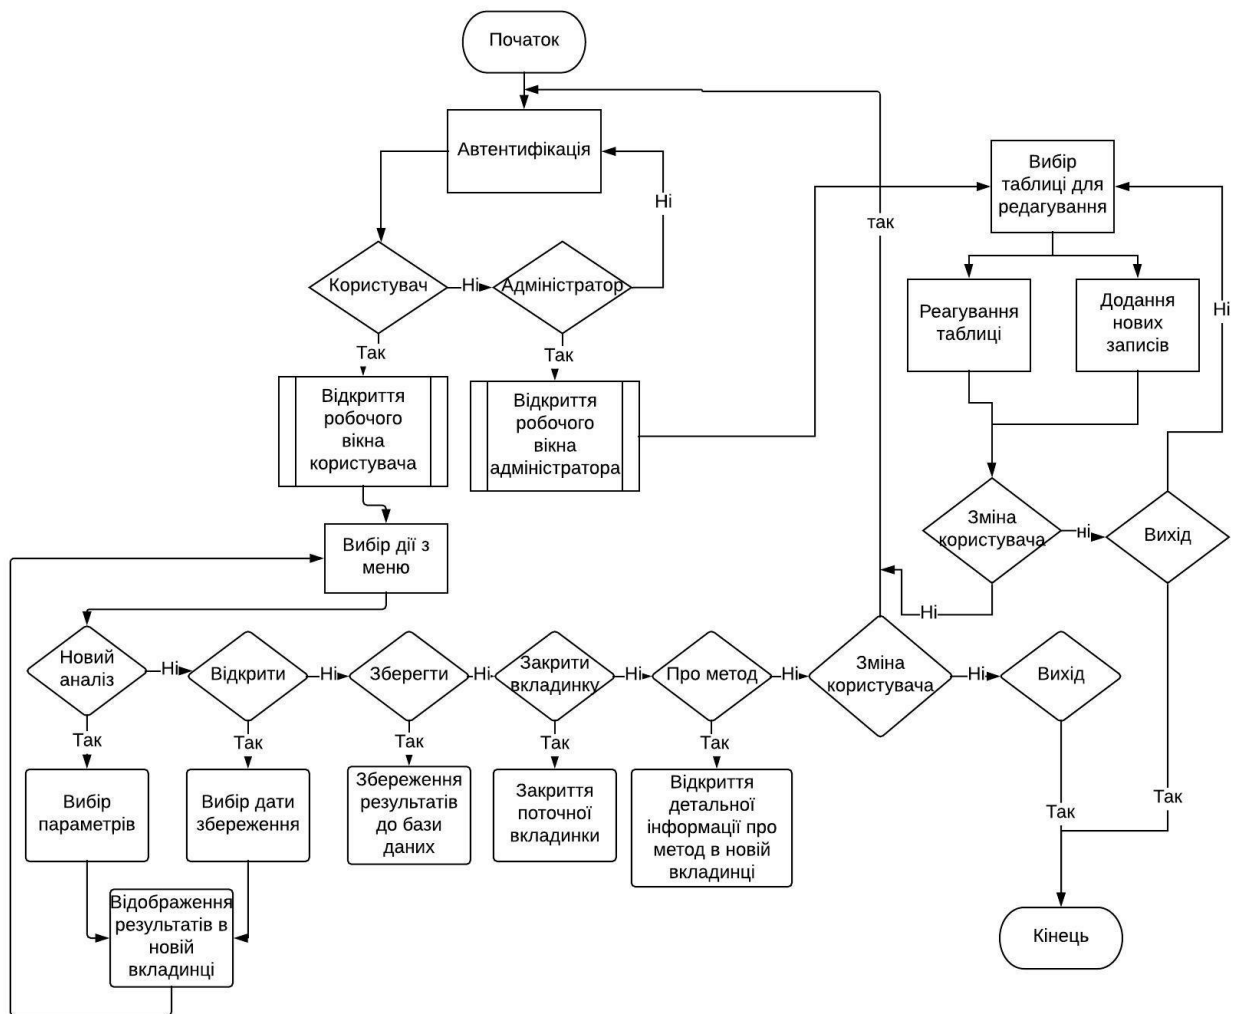 Початок
Автентифікація
Вибір
таблиці для
редагування
Ні
так
Користувач
Ні
Адміністратор
Реагування
таблиці
Додання
нових
записів
Ні
Так
Так
Відкриття
робочого
вікна
користувача
Відкриття
робочого
вікна
адміністратора
Зміна
користувача
ні
Вихід
Вибір дії з
меню
Ні
Новий
аналіз
Ні
Відкрити
Ні
Зберегти
Ні
Закрити
вкладинку
Ні
Про метод
Ні
Зміна
користувача
Ні
Вихід
Так
Так
Так
Так
Так
Так
Так
Вибір
параметрів
Вибір дати
збереження
Збереження
результатів
до бази
даних
Закриття
поточної
вкладинки
Відкриття
детальної
інформації про
метод в новій
вкладинці
Відображення
результатів в
новій
вкладинці
Кінець